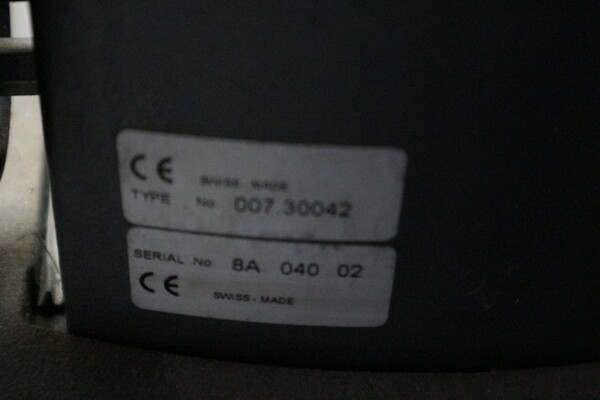 CE SWISS - MADE
TYPE No 007 30042
SERIAL No 8A 040 02
CE SWISS - MADE